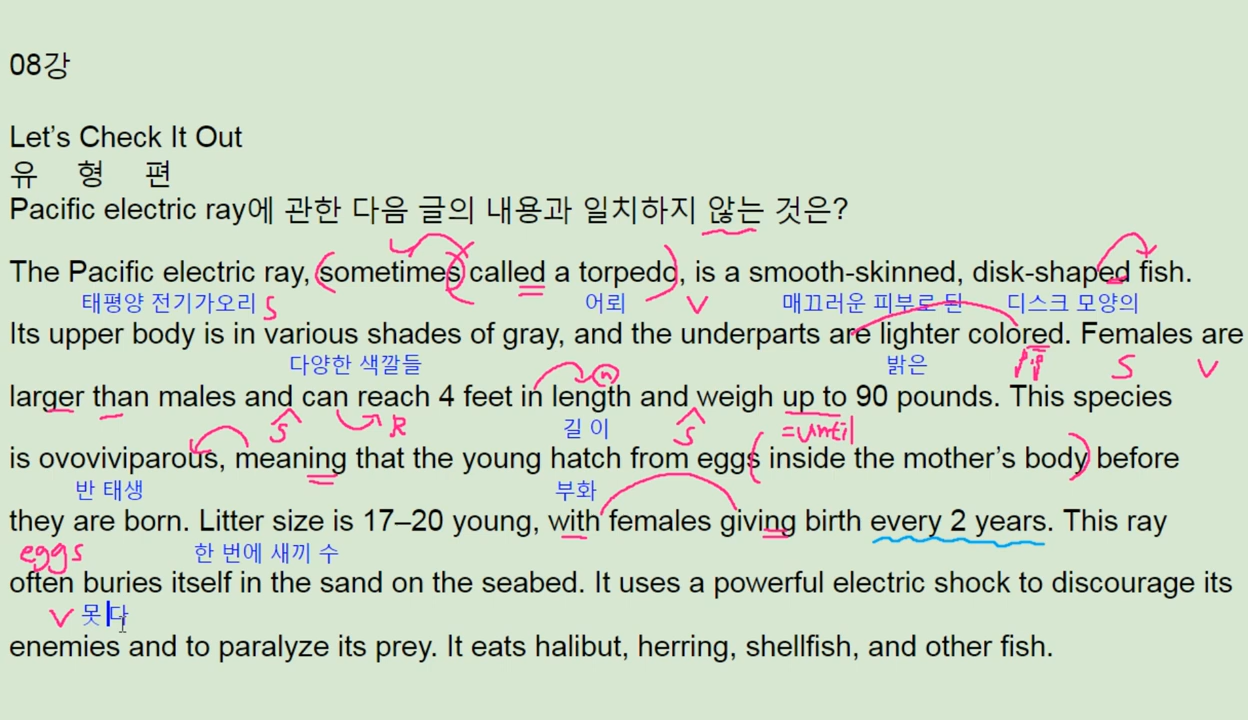 08강
Let's Check It Out
유 형 편
Pacific electric ray에 관한 다음 글의 내용과 일치하지 않는 것은?
The Pacific electric ray, (sometimes) called a torpedo), is a smooth-skinned, disk-shaped fish.
태평양 전기가오리 S 어뢰 V 매끄러운 피부로 된 디스크 모양의
Its upper body is in various shades of gray, and the underparts are lighter colored. Females are
다양한 색깔들 밝은 P.P S V
larger than males and can reach 4 feet in length and weigh up to 90 pounds. This species
S R n 길 이 S =until
is ovoviviparous, meaning that the young hatch from eggs (inside the mother's body) before
반 태생 부화
they are born. Litter size is 17–20 young, with females giving birth every 2 years. This ray
eggs 한 번에 새끼 수
often buries itself in the sand on the seabed. It uses a powerful electric shock to discourage its
V 못다
enemies and to paralyze its prey. It eats halibut, herring, shellfish, and other fish.